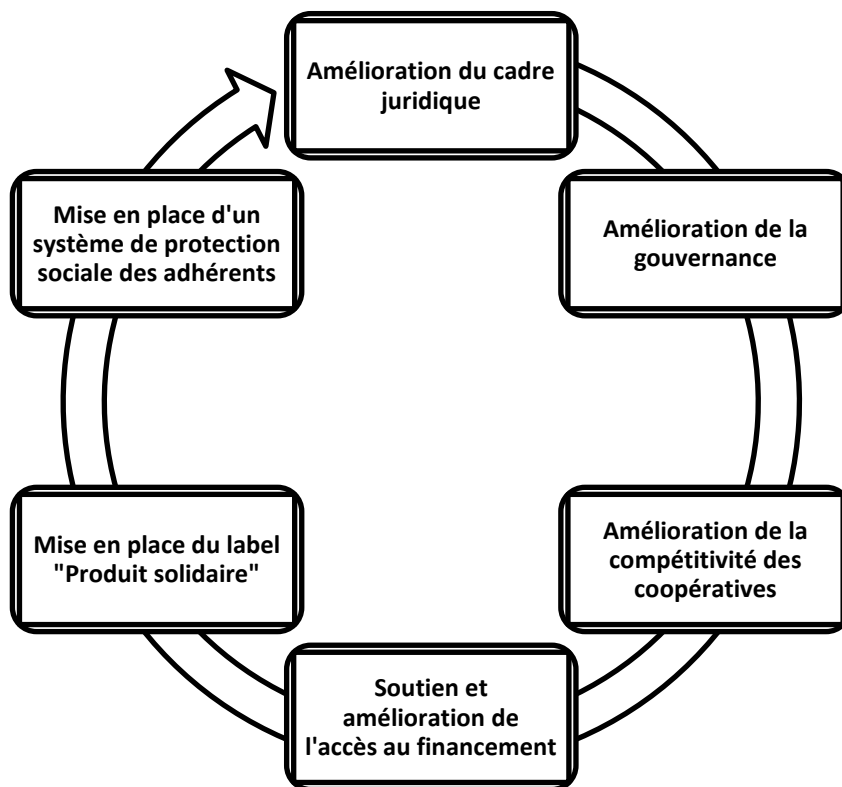 Amélioration du cadre
juridique
Amélioration de la
gouvernance
Amélioration de la
compétitivité des
coopératives
Soutien et
amélioration de
l'accès au financement
Mise en place du label
"Produit solidaire"
Mise en place d'un
système de protection
sociale des adhérents